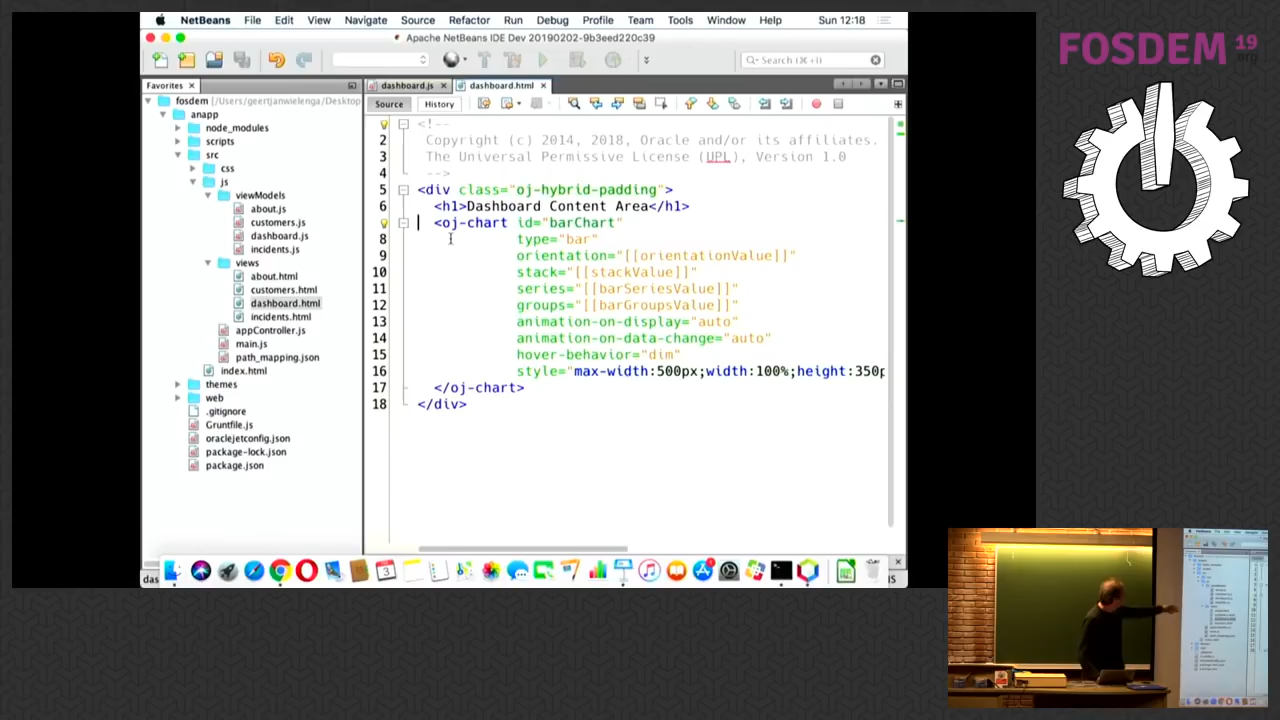 NetBeans File Edit View Navigate Source Refactor Run Debug Profile Team Tools Window Help Sun 12:18
Apache NetBeans IDE Dev 20190202-9b3eed220c39
Search (⌘+I)
Favorites
dashboard.js
dashboard.html
Source
History
fosdem [/Users/geertjanwielenga/Desktop
anapp
node_modules
scripts
src
css
js
viewModels
about.js
customers.js
dashboard.js
incidents.js
views
about.html
customers.html
dashboard.html
incidents.html
appController.js
main.js
path_mapping.json
index.html
themes
web
.gitignore
Gruntfile.js
oraclejetconfig.json
package-lock.json
package.json
<!--
2 Copyright (c) 2014, 2018, Oracle and/or its affiliates.
3 The Universal Permissive License (UPL), Version 1.0
4 -->
5 <div class="oj-hybrid-padding">
6 <h1>Dashboard Content Area</h1>
<oj-chart id="barChart"
8 type="bar"
9 orientation="[[orientationValue]]"
10 stack="[[stackValue]]"
11 series="[[barSeriesValue]]"
12 groups="[[barGroupsValue]]"
13 animation-on-display="auto"
14 animation-on-data-change="auto"
15 hover-behavior="dim"
16 style="max-width:500px;width:100%;height:350p
17 </oj-chart>
18 </div>
das
FOSDEM 19
.org